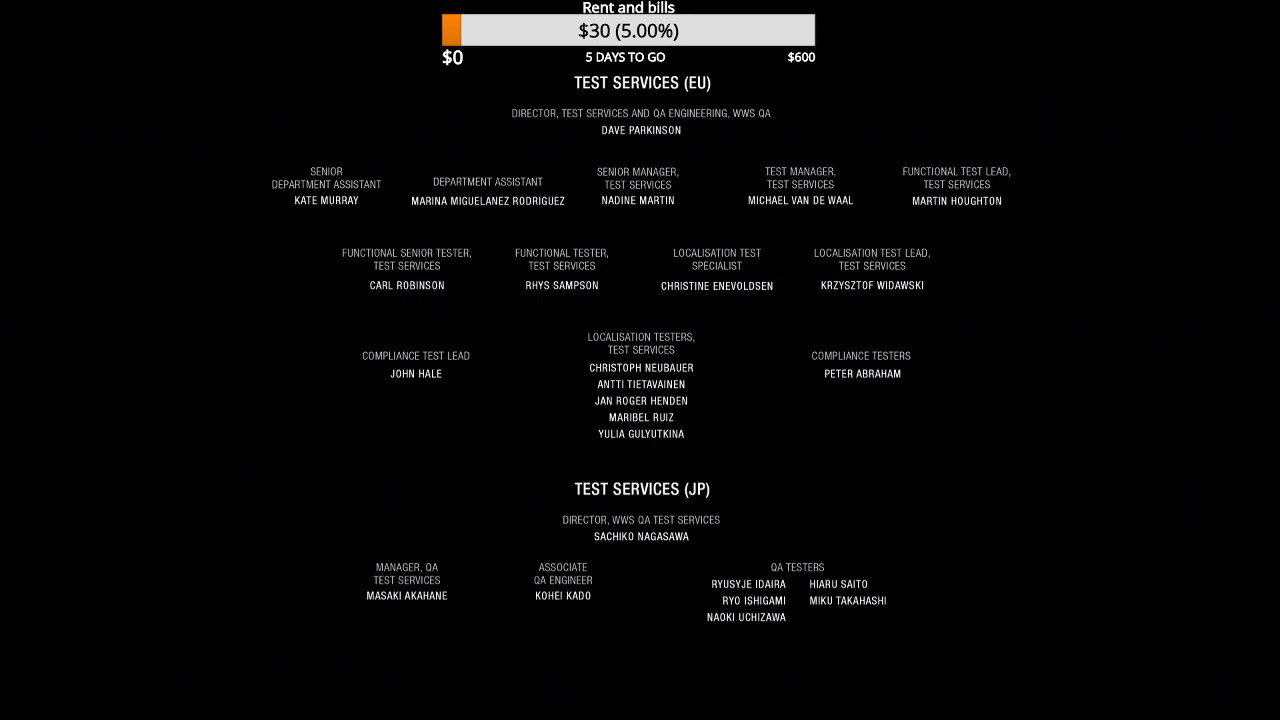 Rent and bills
$30 (5.00%)
$0
5 DAYS TO GO
$600
TEST SERVICES (EU)
DIRECTOR, TEST SERVICES AND QA ENGINEERING, WWS QA
DAVE PARKINSON
SENIOR
DEPARTMENT ASSISTANT
KATE MURRAY
DEPARTMENT ASSISTANT
MARINA MIGUELANEZ RODRIGUEZ
SENIOR MANAGER,
TEST SERVICES
NADINE MARTIN
TEST MANAGER,
TEST SERVICES
MICHAEL VAN DE WAAL
FUNCTIONAL TEST LEAD,
TEST SERVICES
MARTIN HOUGHTON
FUNCTIONAL SENIOR TESTER,
TEST SERVICES
CARL ROBINSON
FUNCTIONAL TESTER,
TEST SERVICES
RHYS SAMPSON
LOCALISATION TEST
SPECIALIST
CHRISTINE ENEVOLDSEN
LOCALISATION TEST LEAD,
TEST SERVICES
KRZYSZTOF WIDAWSKI
COMPLIANCE TEST LEAD
JOHN HALE
LOCALISATION TESTERS,
TEST SERVICES
CHRISTOPH NEUBAUER
ANTTI TIETAVAINEN
JAN ROGER HENDEN
MARIBEL RUIZ
YULIA GULYUTKINA
COMPLIANCE TESTERS
PETER ABRAHAM
TEST SERVICES (JP)
DIRECTOR, WWS QA TEST SERVICES
SACHIKO NAGASAWA
MANAGER, QA
TEST SERVICES
MASAKI AKAHANE
ASSOCIATE
QA ENGINEER
KOHEI KADO
QA TESTERS
RYUSYJE IDAIRA
RYO ISHIGAMI
NAOKI UCHIZAWA
HIARU SAITO
MIKU TAKAHASHI